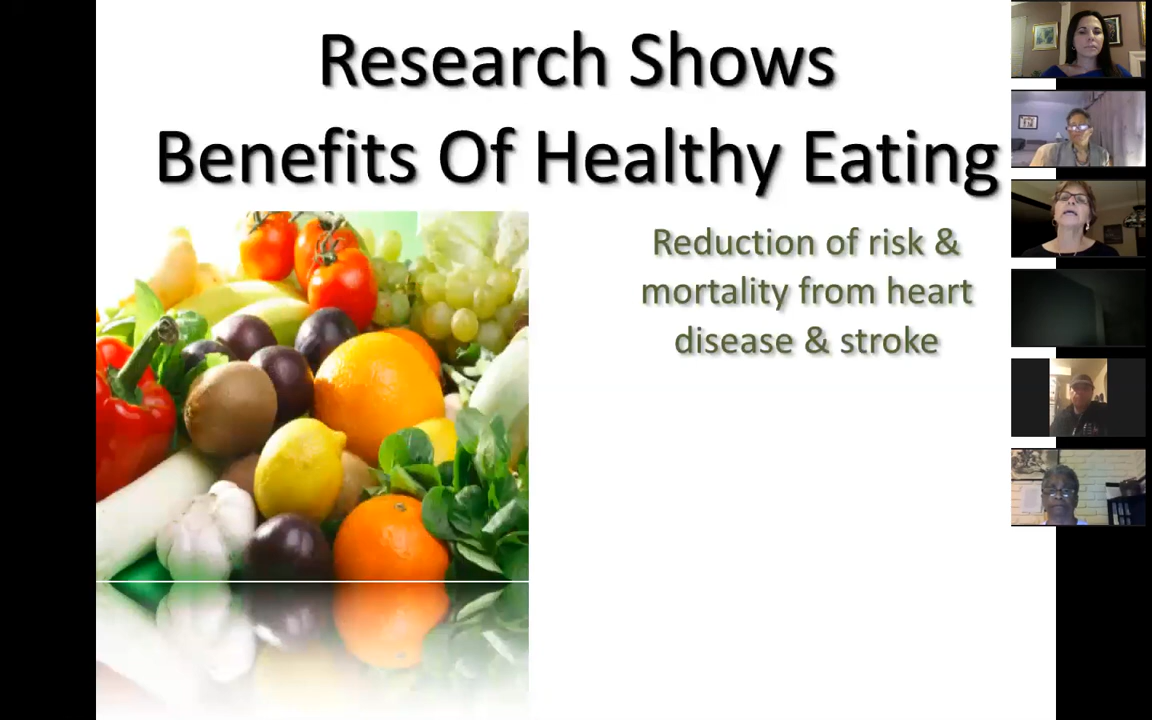 Research Shows
Benefits Of Healthy Eating
Reduction of risk &
mortality from heart
disease & stroke